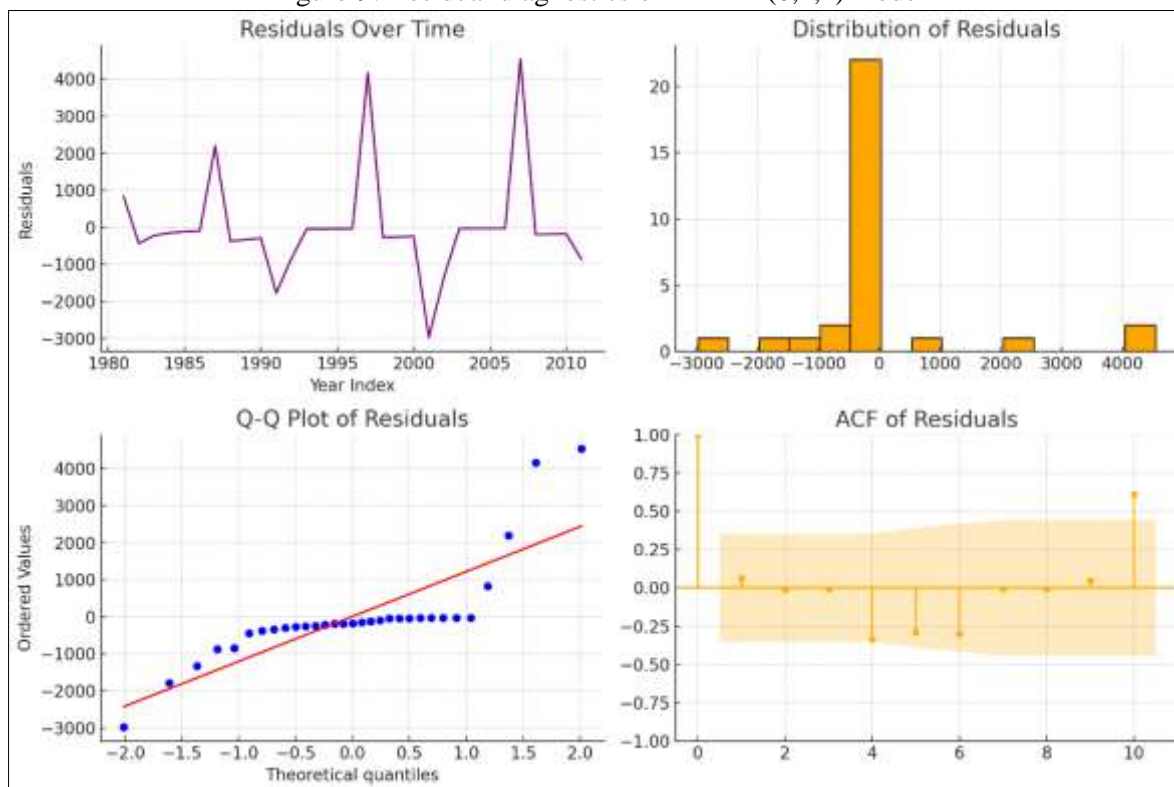 Residuals Over Time
4000
3000
2000
1000
0
−1000
−2000
−3000
1980 1985 1990 1995 2000 2005 2010
Year Index
Residuals
Distribution of Residuals
20
15
10
5
0
−3000 −2000 −1000 0 1000 2000 3000 4000
Q-Q Plot of Residuals
4000
3000
2000
1000
0
−1000
−2000
−3000
−2.0 −1.5 −1.0 −0.5 0.0 0.5 1.0 1.5 2.0
Theoretical quantiles
Ordered Values
ACF of Residuals
1.00
0.75
0.50
0.25
0.00
−0.25
−0.50
−0.75
−1.00
0 2 4 6 8 10